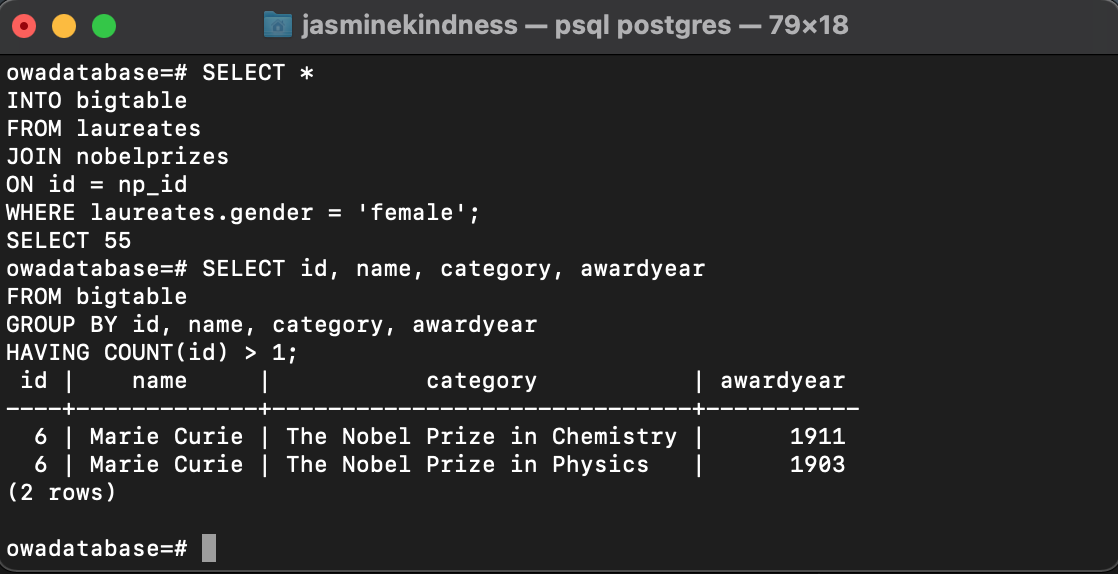 jasminekindness — psql postgres — 79×18
owadatabase=# SELECT *
INTO bigtable
FROM laureates
JOIN nobelprizes
ON id = np_id
WHERE laureates.gender = 'female';
SELECT 55
owadatabase=# SELECT id, name, category, awardyear
FROM bigtable
GROUP BY id, name, category, awardyear
HAVING COUNT(id) > 1;
 id |    name     |           category            | awardyear
----+-------------+------------------------------+-----------
  6 | Marie Curie | The Nobel Prize in Chemistry |      1911
  6 | Marie Curie | The Nobel Prize in Physics   |      1903
(2 rows)
owadatabase=#